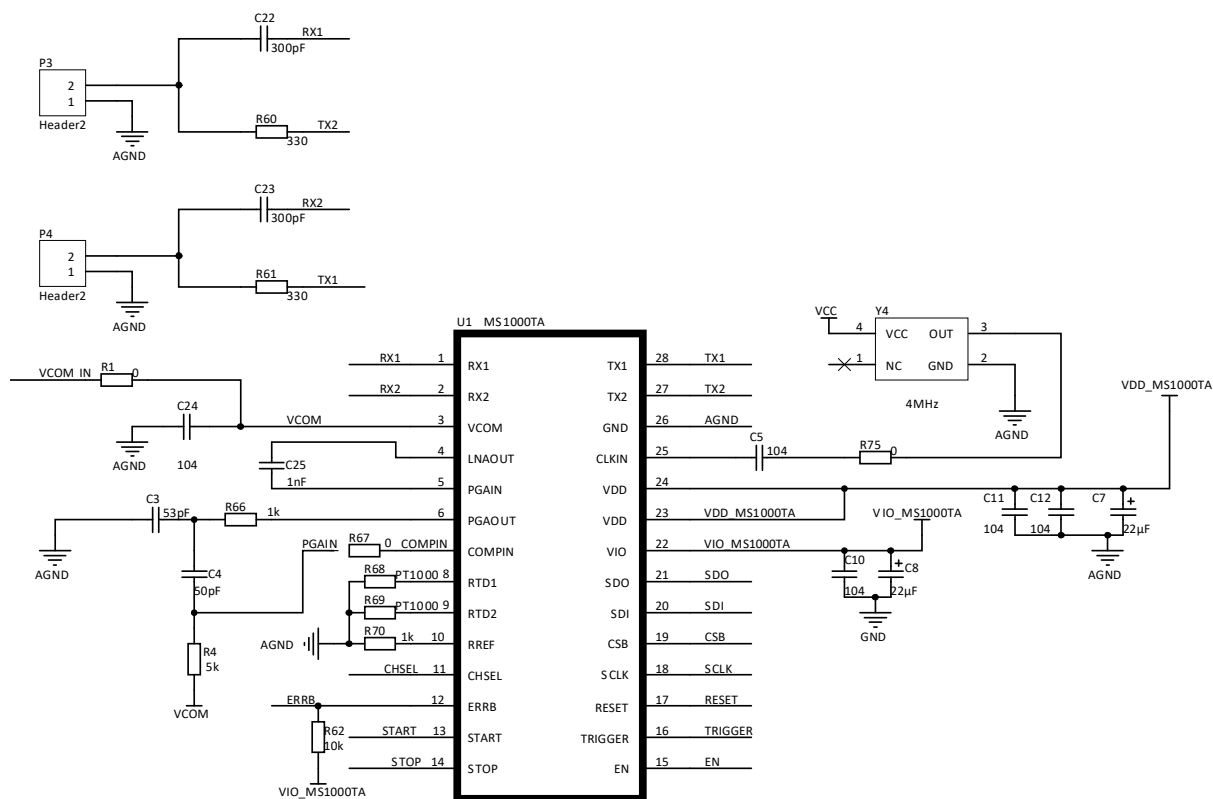 C22
RX1
300pF
P3
2
1
Header2
AGND
R60
TX2
330
C23
RX2
300pF
P4
2
1
Header2
AGND
R61
TX1
330
U1 MS1000TA
RX1 1 RX1
RX2 2 RX2
VCOM 3 VCOM
4 LNAOUT
5 PGAIN
6 PGAOUT
COMPIN
8 RTD1
9 RTD2
10 RREF
CHSEL 11 CHSEL
ERRB 12 ERRB
START 13 START
STOP 14 STOP
TX1 28 TX1
TX2 27 TX2
GND 26 AGND
CLKIN 25
VDD 24
VDD 23 VDD_MS1000TA
VIO 22 VIO_MS1000TA
SDO 21 SDO
SDI 20 SDI
CSB 19 CSB
SCLK 18 SCLK
RESET 17 RESET
TRIGGER 16 TRIGGER
EN 15 EN
VCOM IN
R1
0
C24
AGND
104
C25
1nF
C3
53pF
R66
1k
AGND
C4
50pF
PGAIN
R67
0
COMPIN
R68
PT1000
R69
PT1000
R70
1k
AGND
R4
5k
VCOM
R62
10k
VIO_MS1000TA
VCC
Y4
4 VCC OUT 3
1 NC GND 2
4MHz
AGND
C5
104
R75
0
VDD_MS1000TA
C11
104
C12
104
C7
+
22μF
AGND
VIO_MS1000TA
C10
104
+
C8
22μF
GND